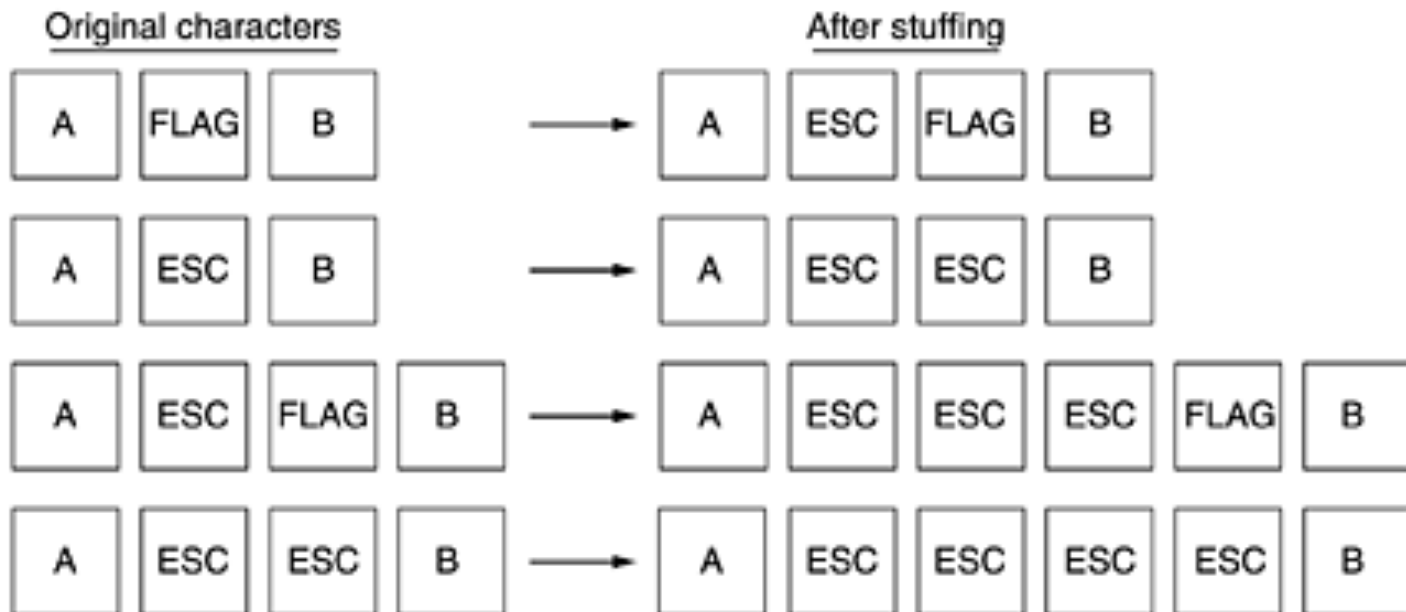 Original characters After stuffing
A FLAG B A ESC FLAG B
A ESC B A ESC ESC B
A ESC FLAG B A ESC ESC ESC FLAG B
A ESC ESC B A ESC ESC ESC ESC B